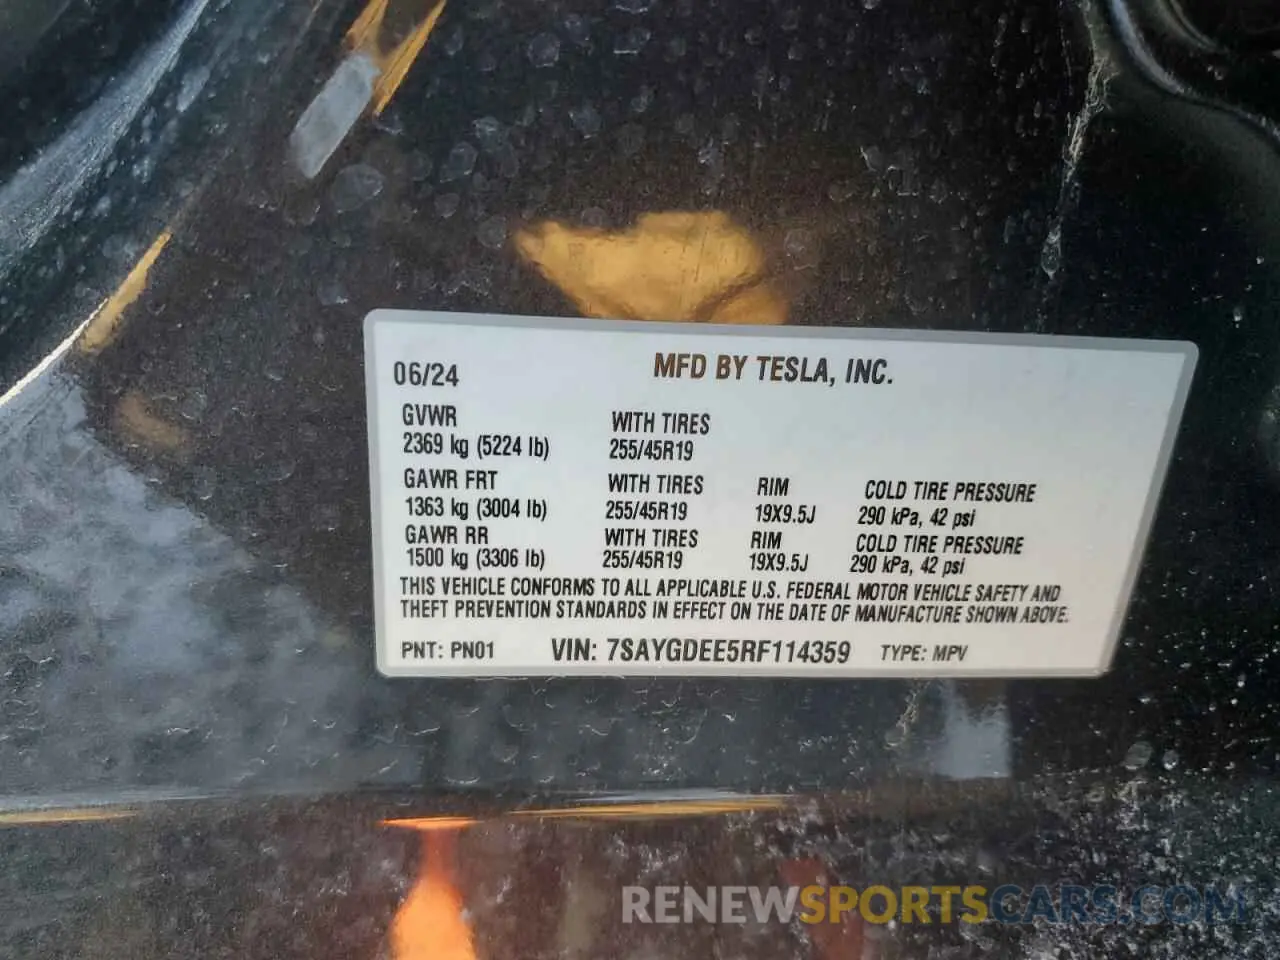 06/24 MFD BY TESLA, INC.
GVWR WITH TIRES
2369 kg (5224 lb) 255/45R19
GAWR FRT WITH TIRES RIM COLD TIRE PRESSURE
1363 kg (3004 lb) 255/45R19 19X9.5J 290 kPa, 42 psi
GAWR RR WITH TIRES RIM COLD TIRE PRESSURE
1500 kg (3306 lb) 255/45R19 19X9.5J 290 kPa, 42 psi
THIS VEHICLE CONFORMS TO ALL APPLICABLE U.S. FEDERAL MOTOR VEHICLE SAFETY AND
THEFT PREVENTION STANDARDS IN EFFECT ON THE DATE OF MANUFACTURE SHOWN ABOVE.
PNT: PN01 VIN: 7SAYGDEE5RF114359 TYPE: MPV
RENEWSPORTSCARS.COM